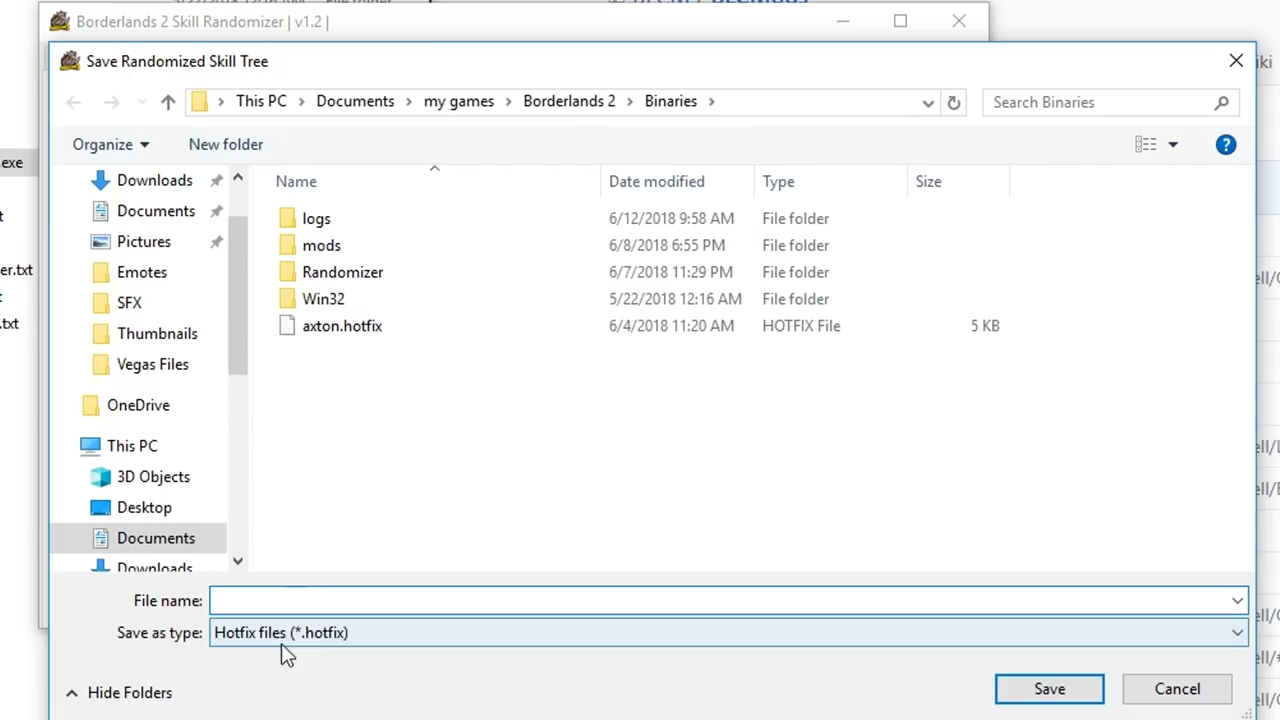 Borderlands 2 Skill Randomizer | v1.2 |
Save Randomized Skill Tree
This PC > Documents > my games > Borderlands 2 > Binaries >
Search Binaries
Organize
New folder
Name
Date modified
Type
Size
Downloads
Documents
Pictures
Emotes
SFX
Thumbnails
Vegas Files
OneDrive
This PC
3D Objects
Desktop
Documents
Downloads
logs 6/12/2018 9:58 AM File folder
mods 6/8/2018 6:55 PM File folder
Randomizer 6/7/2018 11:29 PM File folder
Win32 5/22/2018 12:16 AM File folder
axton.hotfix 6/4/2018 11:20 AM HOTFIX File 5 KB
.exe
er.txt
.txt
File name:
Save as type: Hotfix files (*.hotfix)
Hide Folders
Save
Cancel